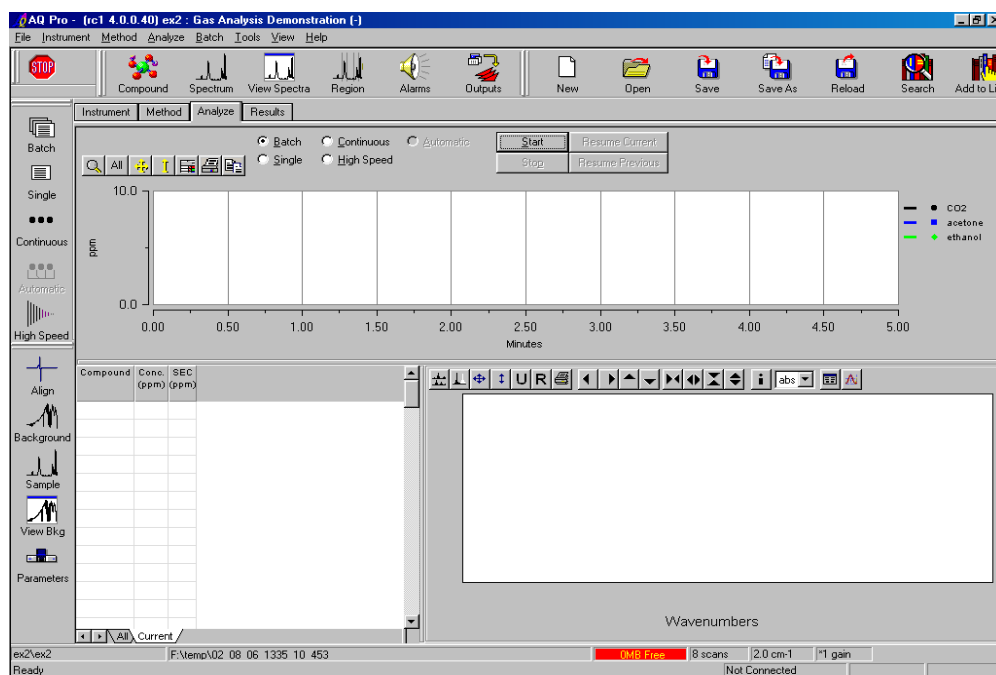 AQ Pro - (rc1 4.0.0.40) ex2 : Gas Analysis Demonstration (-)
File Instrument Method Analyze Batch Tools View Help
STOP
Compound Spectrum View Spectra Region Alarms Outputs New Open Save Save As Reload Search Add to Li
Instrument Method Analyze Results
Batch Continuous Automatic Start Resume Current
Single High Speed Stop Resume Previous
All
Batch
Single
Continuous
Automatic
High Speed
10.0
ppm
0.0
0.00 0.50 1.00 1.50 2.00 2.50 3.00 3.50 4.00 4.50 5.00
Minutes
CO2
acetone
ethanol
Align
Background
Sample
View Bkg
Parameters
Compound Conc. SEC
(ppm) (ppm)
U R i abs
Wavenumbers
All Current
ex2\ex2 F:\temp\02 08 06 1335 10 453 0MB Free 8 scans 2.0 cm-1 *1 gain
Ready Not Connected